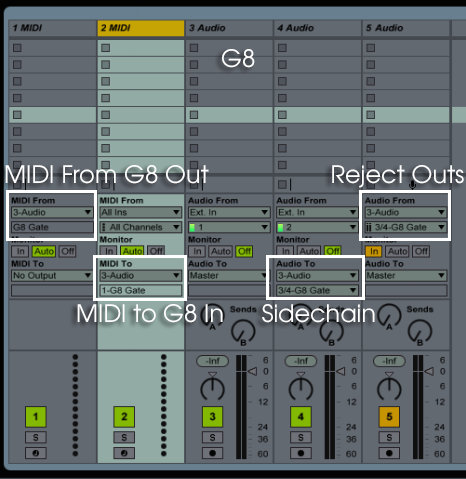 1 MIDI 2 MIDI 3 Audio 4 Audio 5 Audio
G8
MIDI From G8 Out Reject Outs
MIDI From MIDI From Audio From Audio From Audio From
3-Audio All Ins Ext. In Ext. In 3-Audio
G8 Gate All Channels 1 2 3/4-G8 Gate
Monitor Monitor Monitor Monitor Monitor
In Auto Off In Auto Off In Auto Off In Auto Off In Auto Off
MIDI To MIDI To Audio To Audio To Audio To
No Output 3-Audio Master 3-Audio Master
1-G8 Gate 3/4-G8 Gate
MIDI to G8 In Sidechain
Sends Sends Sends
A B B A B
-Inf 6 -Inf 6 -Inf 6
0 0 0
6 6 6
12 12 12
1 2 3 24 4 24 5 24
S S S 36 S 36 S 36
60 60 60